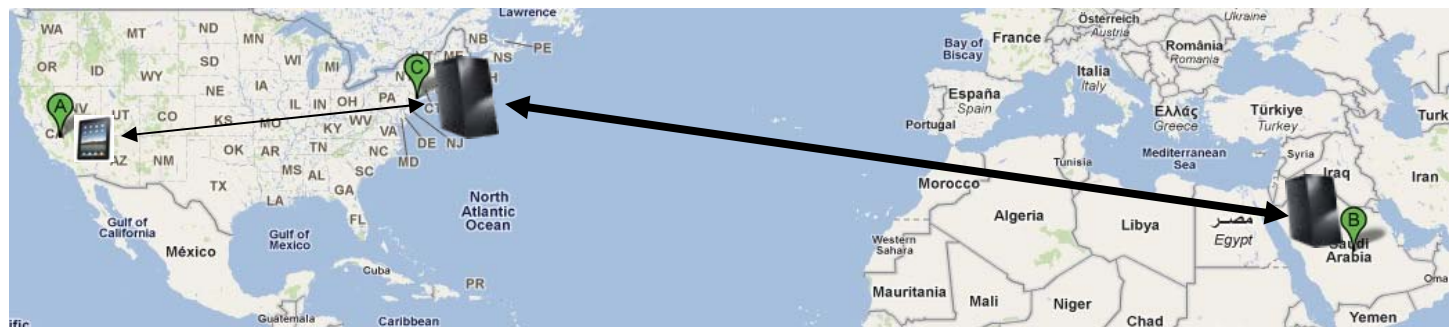 Lawrence
WA
MT
ND
MN
NB
PE
OR
ID
SD
WI
MI
NS
WY
NE
IA
C
A
NV
UT
CO
IL
IN
OH
PA
CT
CA
KS
MO
KY
WV
VA
DE
NJ
MD
AZ
NM
OK
AR
TN
NC
SC
MS
AL
GA
TX
LA
FL
Gulf of
California
México
Gulf of
Mexico
Cuba
PR
Guatemala
Caribbean
North
Atlantic
Ocean
Bay of
Biscay
France
Österreich
Austria
Ukraine
România
Romania
Italia
Italy
España
Spain
Portugal
Ελλάς
Greece
Türkiye
Turkey
Mediterranean
Sea
Tunisia
Syria
Iraq
Iran
Morocco
Algeria
Libya
مصر
Egypt
B
Saudi
Arabia
Western
Sahara
Mauritania
Mali
Niger
Chad
Yemen